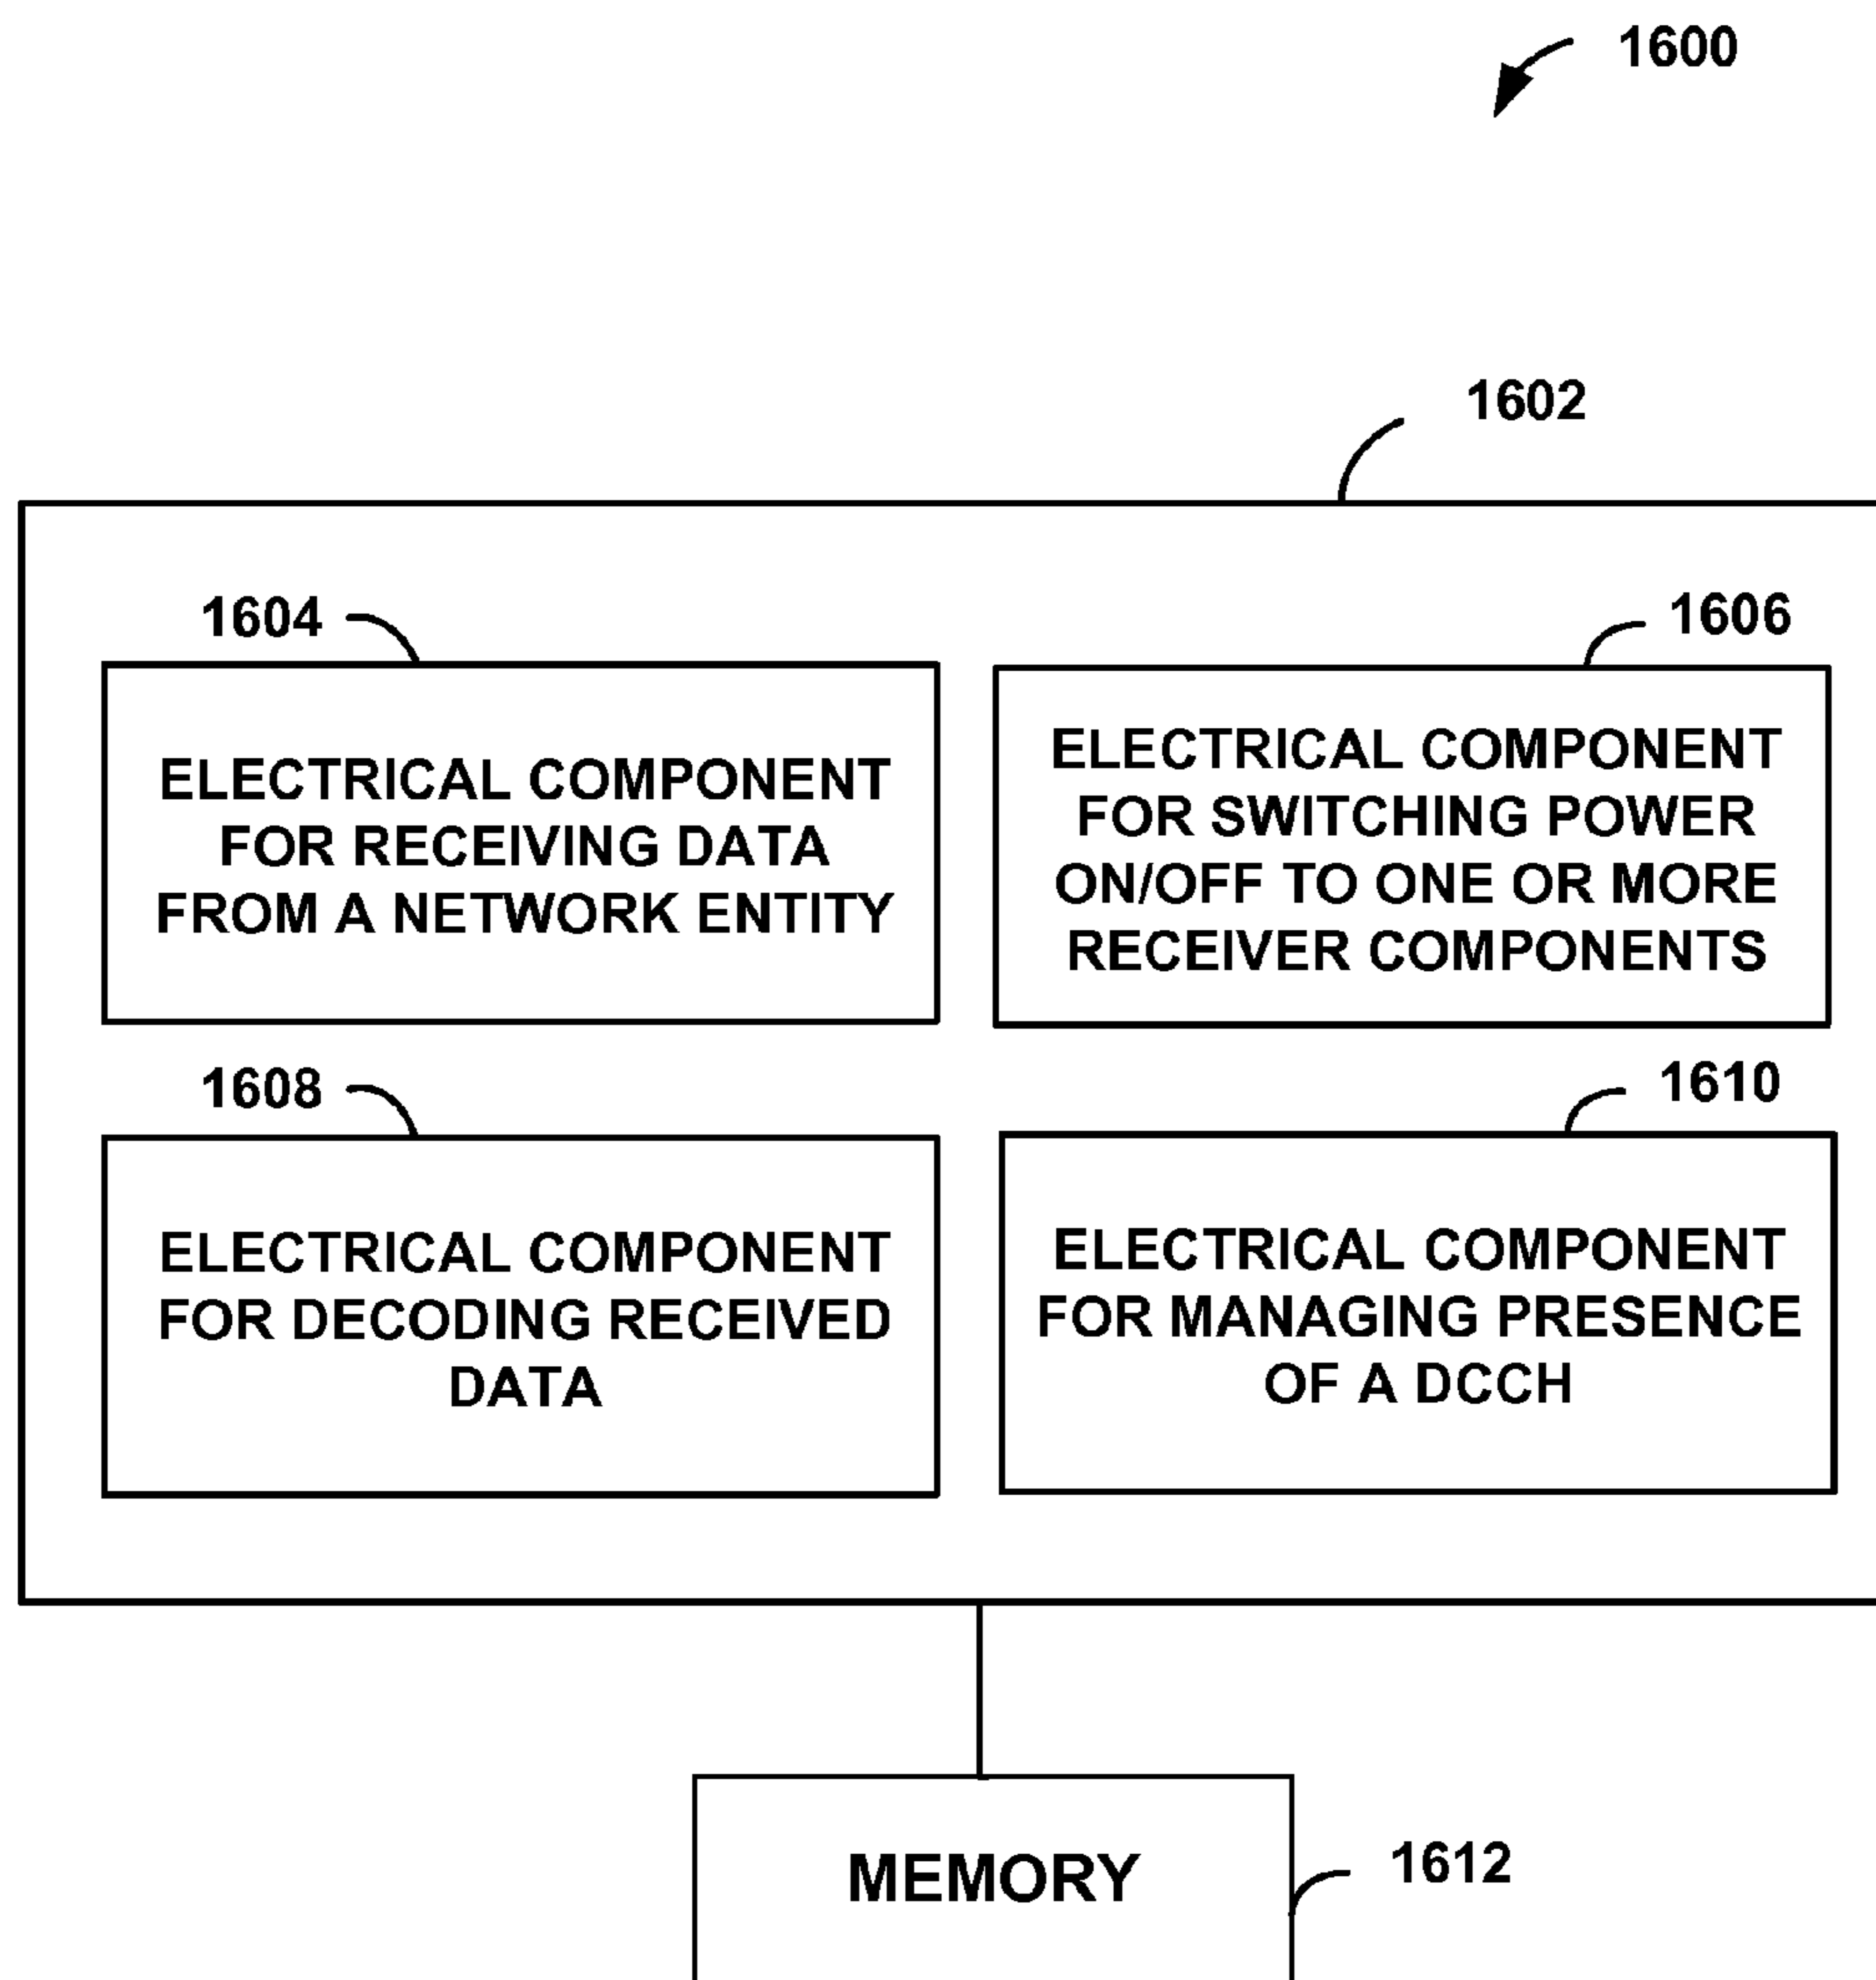 1600
1602
1604
ELECTRICAL COMPONENT
FOR RECEIVING DATA
FROM A NETWORK ENTITY
1606
ELECTRICAL COMPONENT
FOR SWITCHING POWER
ON/OFF TO ONE OR MORE
RECEIVER COMPONENTS
1608
ELECTRICAL COMPONENT
FOR DECODING RECEIVED
DATA
1610
ELECTRICAL COMPONENT
FOR MANAGING PRESENCE
OF A DCCH
MEMORY
1612